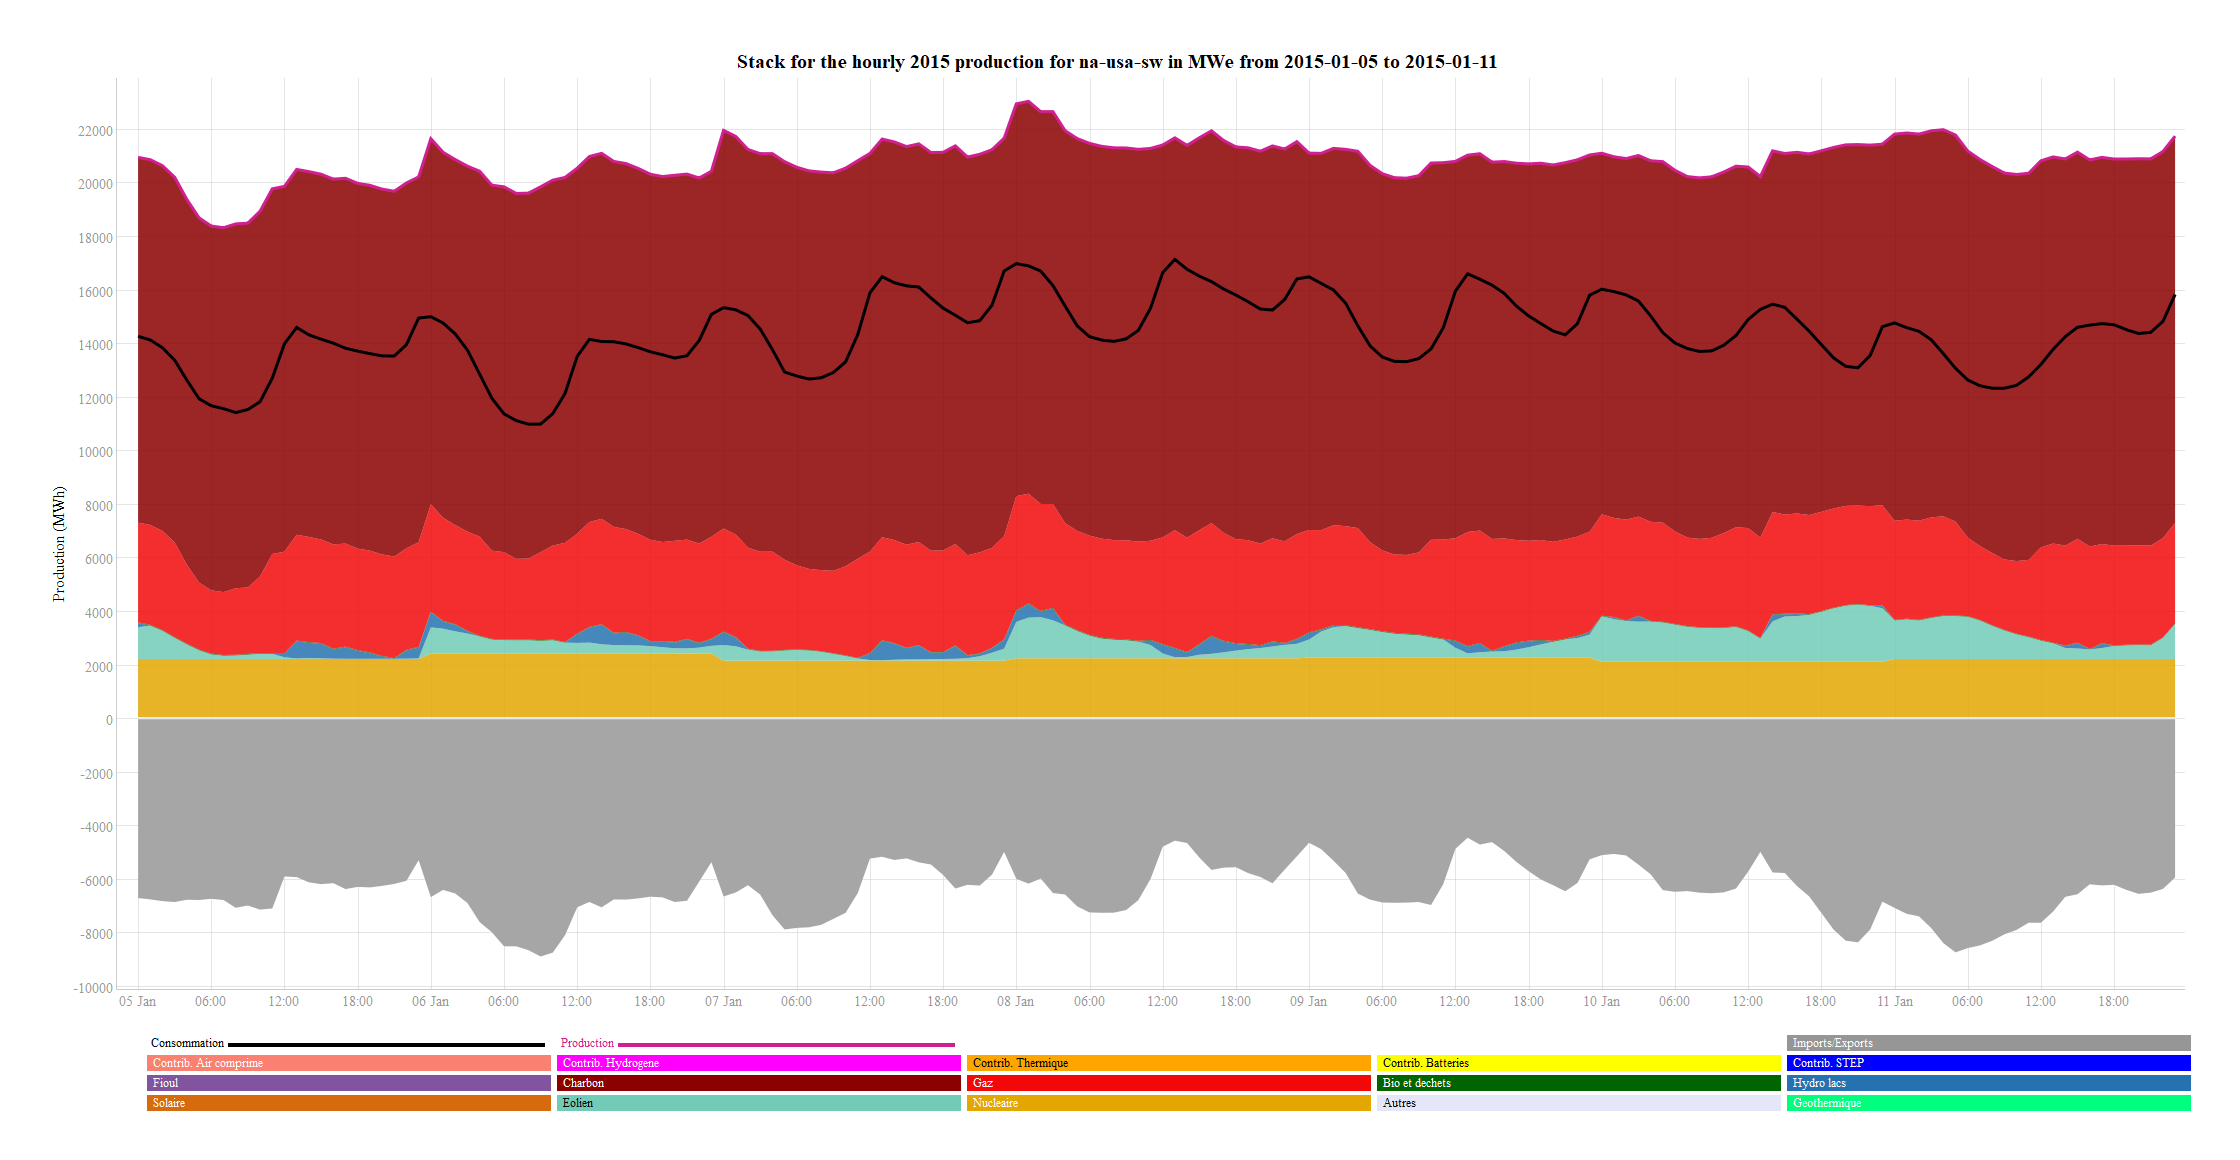 Stack for the hourly 2015 production for na-usa-sw in MWe from 2015-01-05 to 2015-01-11
Production (MWh)
22000
20000
18000
16000
14000
12000
10000
8000
6000
4000
2000
0
-2000
-4000
-6000
-8000
-10000
05 Jan 06:00 12:00 18:00 06 Jan 06:00 12:00 18:00 07 Jan 06:00 12:00 18:00 08 Jan 06:00 12:00 18:00 09 Jan 06:00 12:00 18:00 10 Jan 06:00 12:00 18:00 11 Jan 06:00 12:00 18:00
Consommation Production Imports/Exports
Contrib. Air comprime Contrib. Hydrogene Contrib. Thermique Contrib. Batteries Contrib. STEP
Fioul Charbon Gaz Bio et dechets Hydro lacs
Solaire Eolien Nucleaire Autres Geothermique